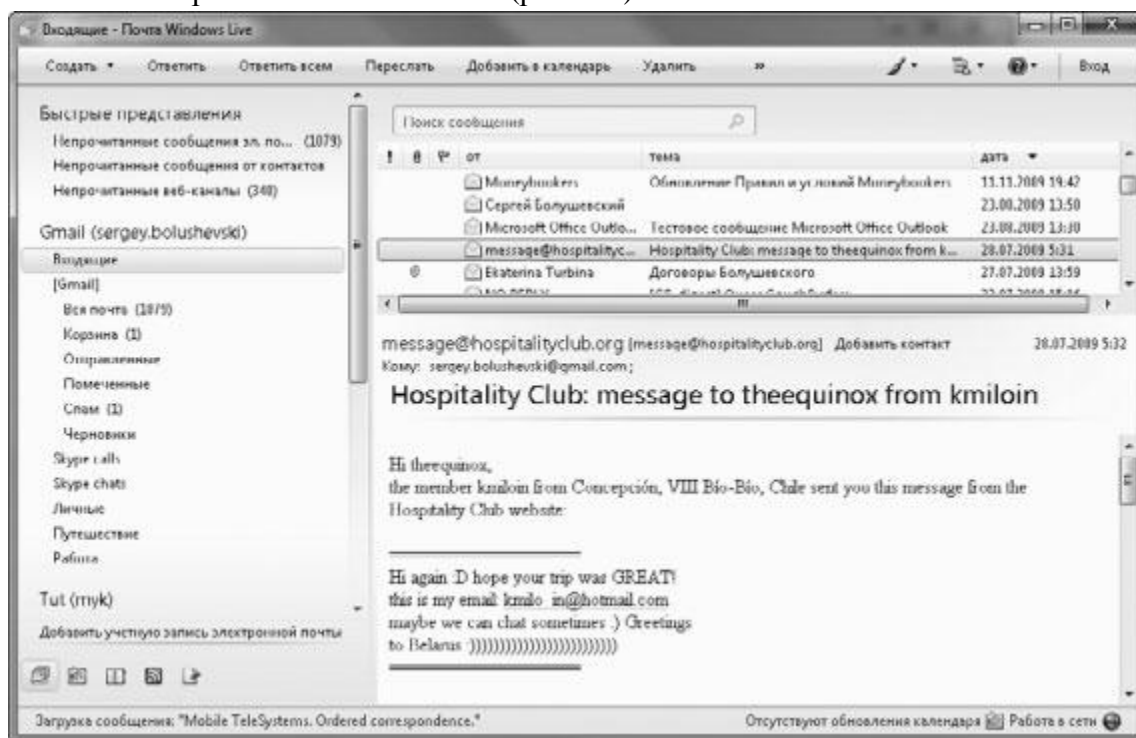 Входящие - Почта Windows Live
Создать Ответить Ответить всем Переслать Добавить в календарь Удалить » Вход
Быстрые представления
Непрочитанные сообщения эл. по... (1079)
Непрочитанные сообщения от контактов
Непрочитанные веб-каналы (340)
Gmail (sergey.bolushevski)
Входящие
[Gmail]
Вся почта (1079)
Корзина (1)
Отправленные
Помеченные
Спам (1)
Черновики
Skype calls
Skype chats
Личные
Путешествие
Работа
Tut (myk)
Добавить учетную запись электронной почты
Поиск сообщения
от тема дата
Moneybookers Обновление Правил и условий Moneybookers 11.11.2009 19:42
Сергей Болушевский 23.08.2009 13:50
Microsoft Office Outlo... Тестовое сообщение Microsoft Office Outlook 23.08.2009 13:30
message@hospitalityc... Hospitality Club: message to theequinox from k... 28.07.2009 5:31
Ekaterina Turbina Договоры Болушевского 27.07.2009 13:59
message@hospitalityclub.org [message@hospitalityclub.org] Добавить контакт 28.07.2009 5:32
Кому: sergey.bolushevski@gmail.com;
Hospitality Club: message to theequinox from kmiloin
Hi theequinox,
the member kmiloin from Concepción, VIII Bío-Bío, Chile sent you this message from the
Hospitality Club website:
Hi again :D hope your trip was GREAT!
this is my email: kmilo_in@hotmail.com
maybe we can chat sometimes :) Greetings
to Belarus :))))))))))))))))))))))))))
Загрузка сообщения: "Mobile TeleSystems. Ordered correspondence." Отсутствуют обновления календаря Работа в сети